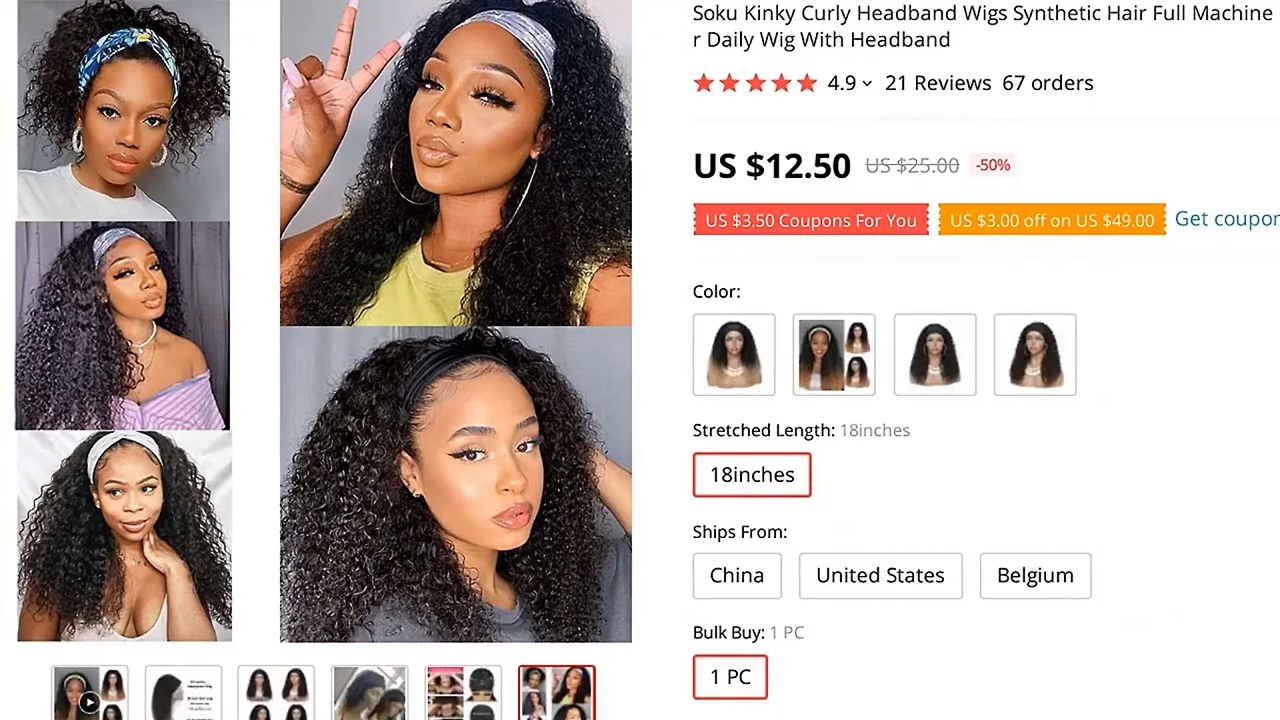 Soku Kinky Curly Headband Wigs Synthetic Hair Full Machine
r Daily Wig With Headband
4.9 21 Reviews 67 orders
US $12.50 US $25.00 -50%
US $3.50 Coupons For You US $3.00 off on US $49.00 Get coupon
Color:
Stretched Length: 18inches
18inches
Ships From:
China United States Belgium
Bulk Buy: 1 PC
1 PC